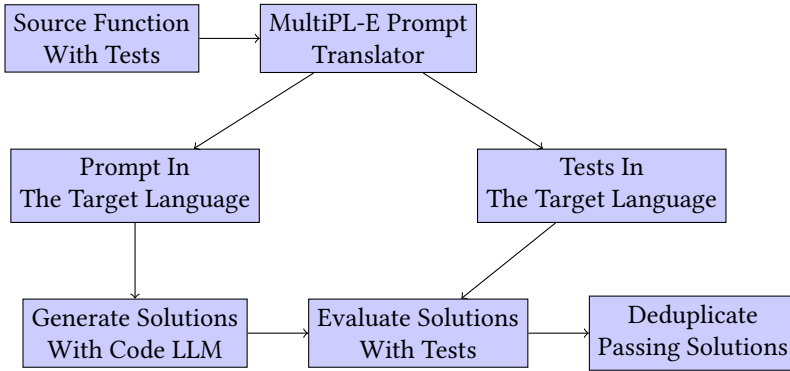 Source Function
With Tests
MultiPL-E Prompt
Translator
Prompt In
The Target Language
Tests In
The Target Language
Generate Solutions
With Code LLM
Evaluate Solutions
With Tests
Deduplicate
Passing Solutions